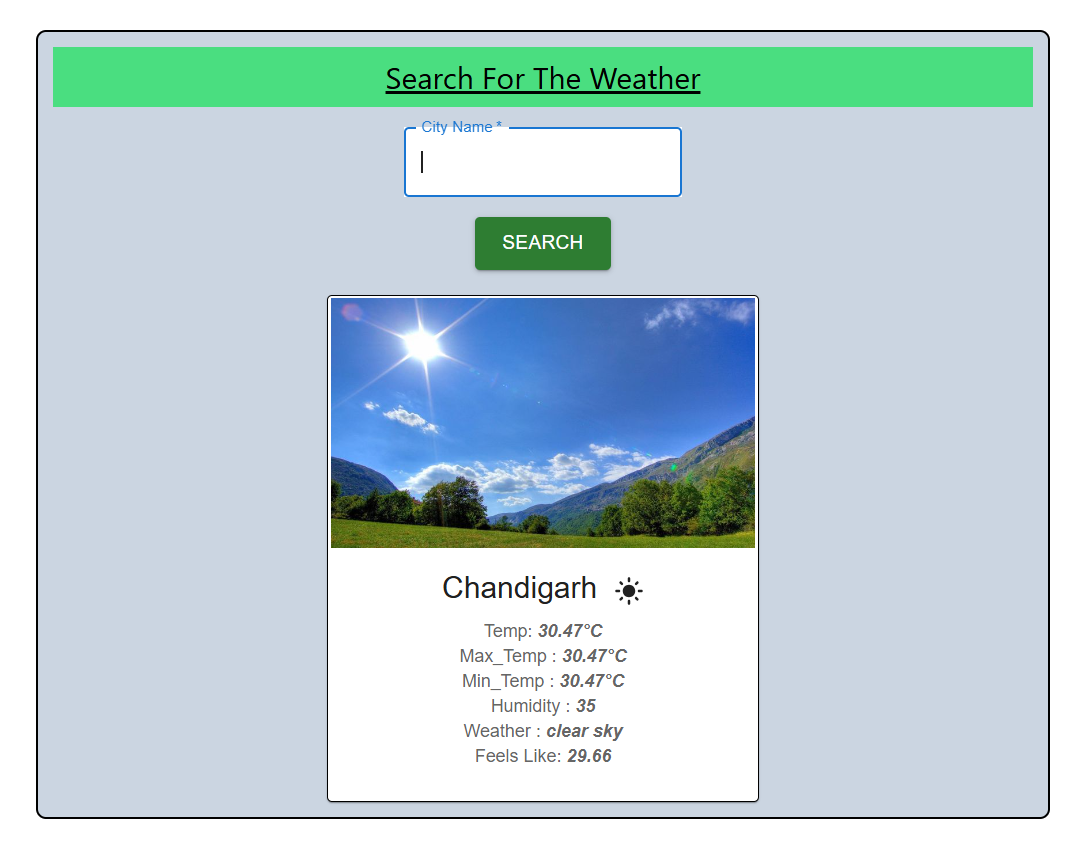 Search For The Weather
City Name *
SEARCH
Chandigarh
Temp: 30.47°C
Max_Temp : 30.47°C
Min_Temp : 30.47°C
Humidity : 35
Weather : clear sky
Feels Like: 29.66